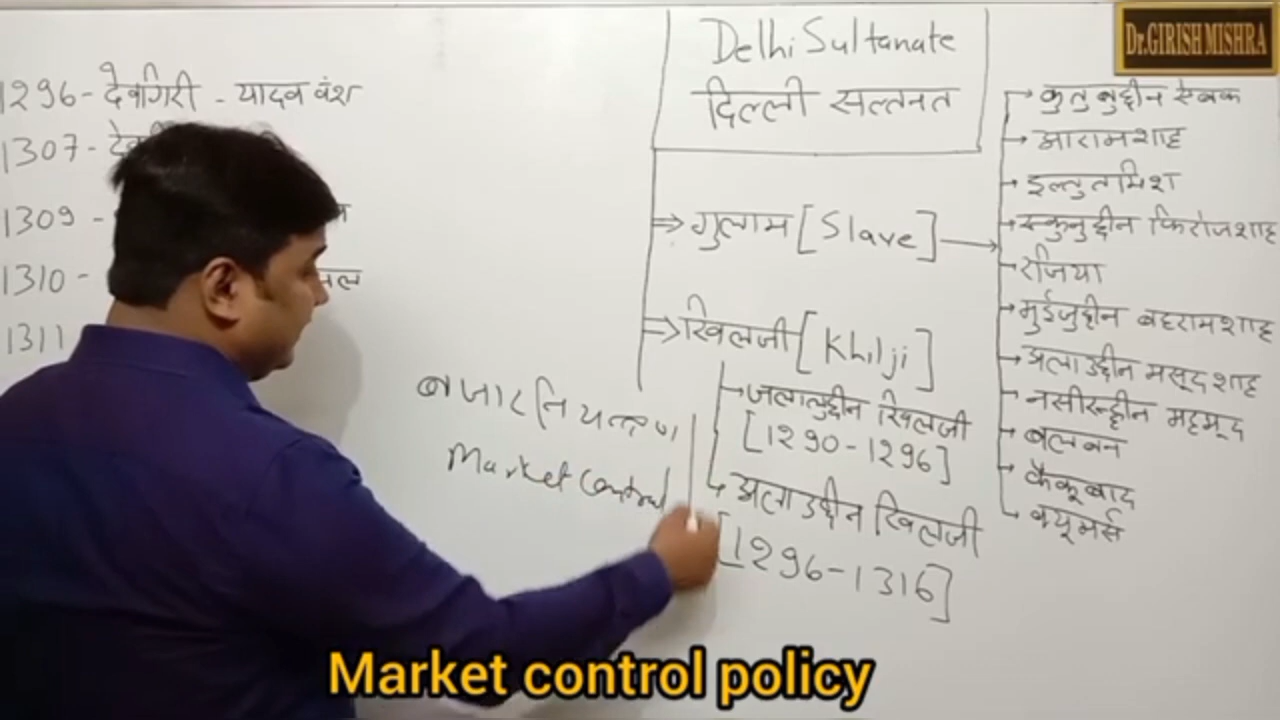 Dr.GIRISH MISHRA
1296- देवगिरी - यादव वंश
1307-
1309 -
1310 -
1311
Delhi Sultanate
दिल्ली सल्तनत
⇒ गुलाम [Slave] →
→ कुतुबुद्दीन ऐबक
→ आरामशाह
→ इल्तुतमिश
→ रुकुनुद्दीन फिरोजशाह
→ रजिया
→ मुईजुद्दीन बहरामशाह
→ अलाउद्दीन मसूदशाह
→ नसीरुद्दीन महमूद
→ बलबन
→ कैकूबाद
→ क्यूमर्स
⇒ खिलजी [Khilji]
→ जलालुद्दीन खिलजी
[1290-1296]
→ अलाउद्दीन खिलजी
[1296-1316]
बजार नियन्त्रण
Market Control
Market control policy